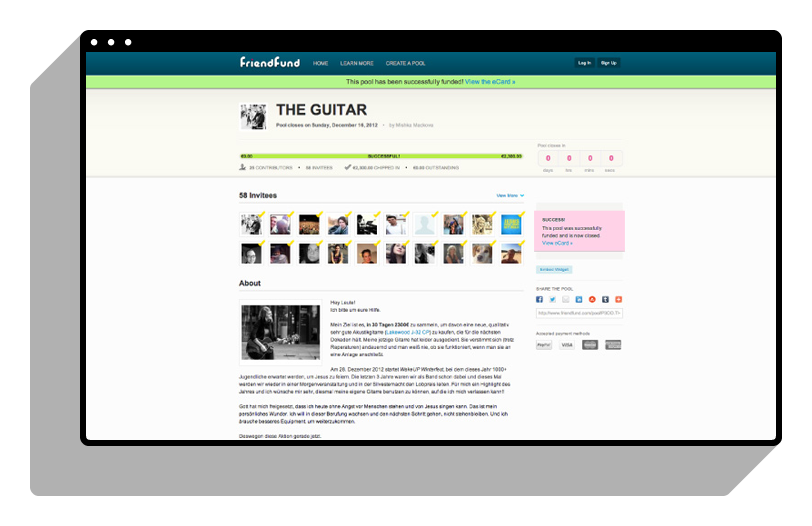 FriendFund HOME LEARN MORE CREATE A POOL Log In Sign Up
This pool has been successfully funded! View the eCard »
THE GUITAR
Pool closes on Sunday, December 16, 2012 • by Mishka Mackova
Pool closes in
€0.00 SUCCESSFUL! €2,300.00
0 0 0 0
days hrs mins secs
25 CONTRIBUTORS • 58 INVITEES €2,300.00 CHIPPED IN • €0.00 OUTSTANDING
58 Invitees View More
SUCCESS!
This pool was successfully
funded and is now closed
View eCard »
Embed Widget
About
SHARE THE POOL
Hey Leute!
Ich bitte um eure Hilfe.
http://www.friendfund.com/pool/
Mein Ziel ist es, in 30 Tagen 2300€ zu sammeln, um davon eine neue, qualitativ
sehr gute Akustikgitarre (Lakewood J-32 CP) zu kaufen, die für die nächsten
Dekaden hält. Meine jetzige Gitarre hat leider ausgedient. Sie verstimmt sich (trotz
Reperaturen) andauernd und man weiß nie, ob sie funktioniert, wenn man sie an
eine Anlage anschließt.
Accepted payment methods
PayPal VISA
Am 28. Dezember 2012 startet WakeUP Winterfest, bei dem dieses Jahr 1000+
Jugendliche erwartet werden, um Jesus zu feiern. Die letzten 3 Jahre waren wir als Band schon dabei und dieses Mal
werden wir wieder in einer Morgenveranstaltung und in der Silvesternacht den Lobpreis leiten. Für mich ein Highlight des
Jahres und ich wünsche mir sehr, diesmal meine eigene Gitarre benutzen zu können, auf die ich mich verlassen kann!!
Gott hat mich freigesetzt, dass ich heute ohne Angst vor Menschen stehen und von Jesus singen kann. Das ist mein
persönliches Wunder. Ich will in dieser Berufung wachsen und den nächsten Schritt gehen, nicht stehenbleiben. Und ich
brauche besseres Equipment, um weiterzukommen.
Deswegen diese Aktion gerade jetzt.